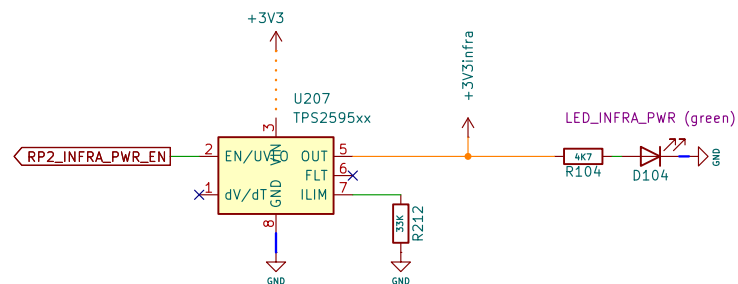 +3V3
+3V3infra
U207
TPS2595xx
LED_INFRA_PWR (green)
3
RP2_INFRA_PWR_EN
2
EN/UVLO
VIN
OUT
5
4K7
R104
D104
GND
FLT
6
1
dV/dT
GND
ILIM
7
33K
R212
8
GND
GND